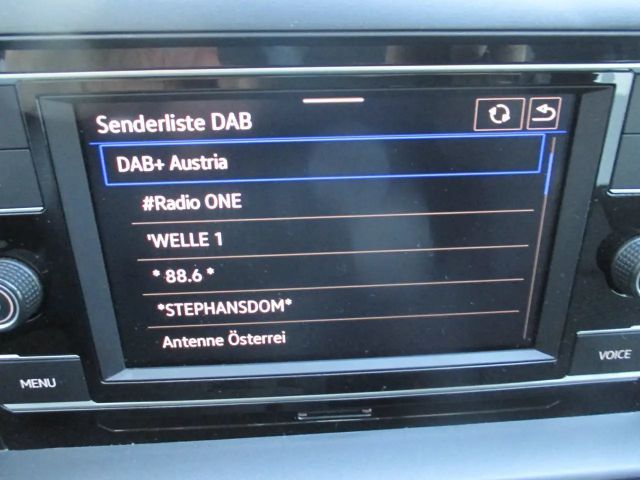 Senderliste DAB
DAB+ Austria
#Radio ONE
'WELLE 1
* 88.6 *
*STEPHANSDOM*
Antenne Österrei
MENU
VOICE